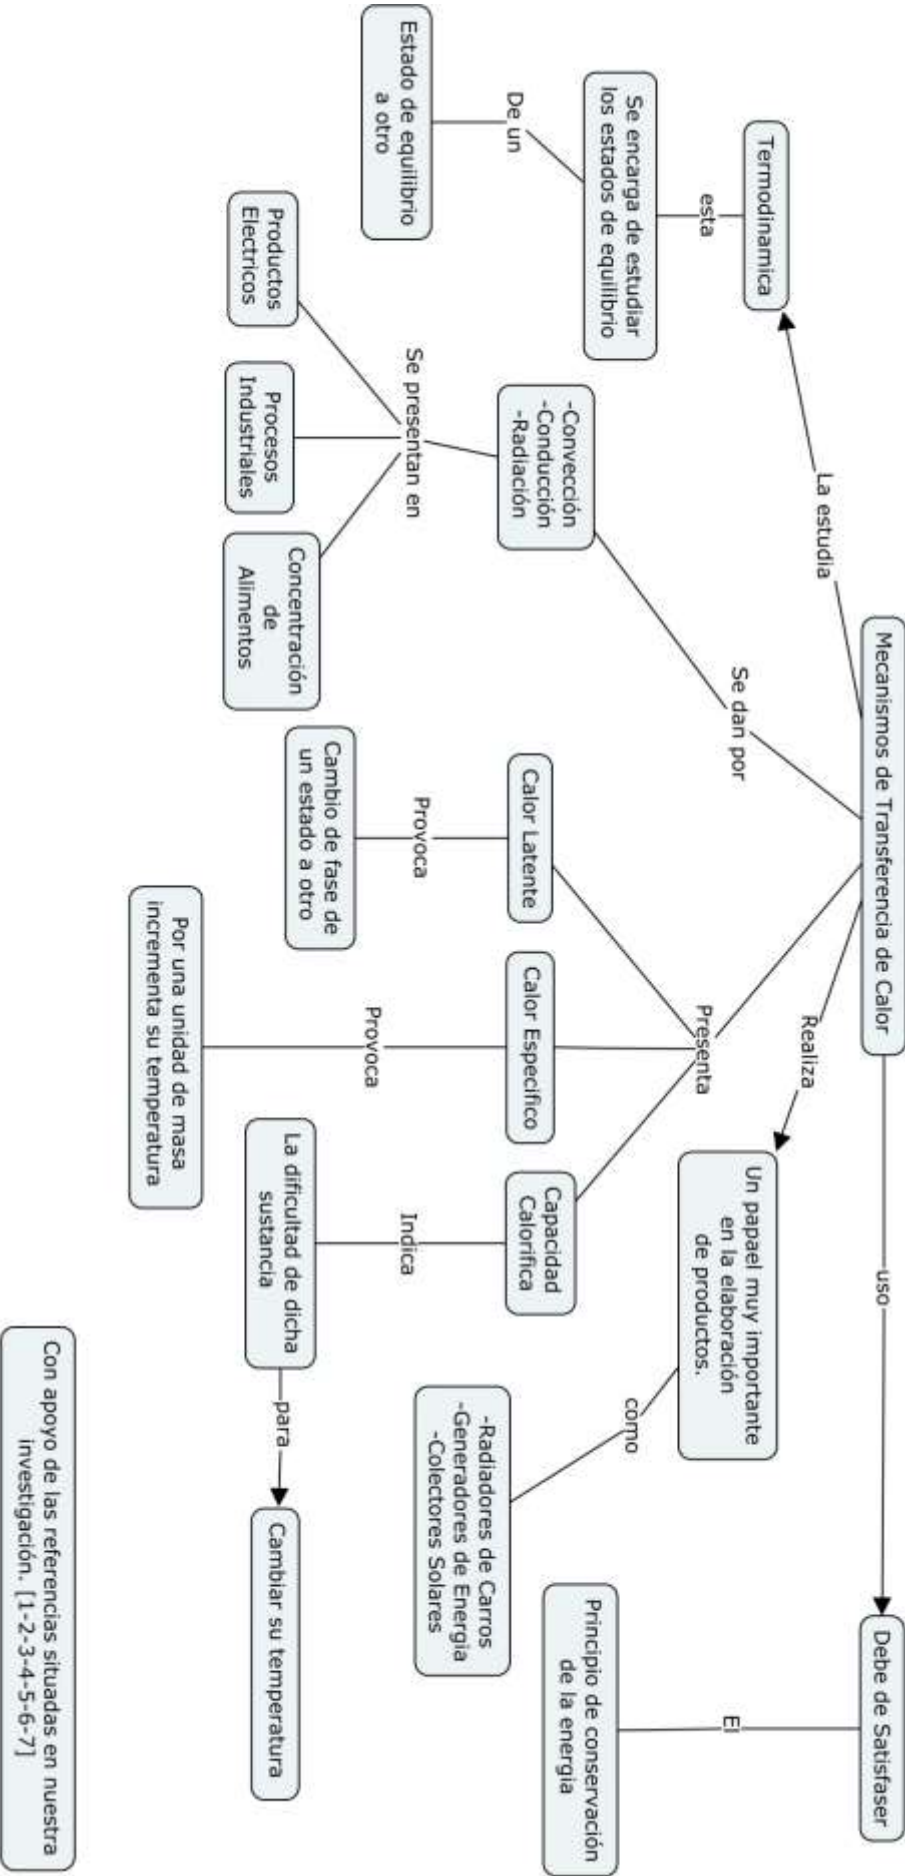 Mecanismos de Transferencia de Calor
La estudia
Termodinamica
esta
Se encarga de estudiar
los estados de equilibrio
De un
Estado de equilibrio
a otro
Se dan por
-Convección
-Conducción
-Radiación
Se presentan en
Productos
Electricos
Procesos
Industriales
Concentración
de
Alimentos
Presenta
Calor Latente
Provoca
Cambio de fase de
un estado a otro
Calor Especifico
Provoca
Por una unidad de masa
incrementa su temperatura
Capacidad
Calorifica
Indica
La dificultad de dicha
sustancia
para
Cambiar su temperatura
Realiza
Un papael muy importante
en la elaboración
de productos.
como
-Radiadores de Carros
-Generadores de Energia
-Colectores Solares
uso
Debe de Satisfaser
El
Principio de conservación
de la energia
Con apoyo de las referencias situadas en nuestra
investigación. [1-2-3-4-5-6-7]